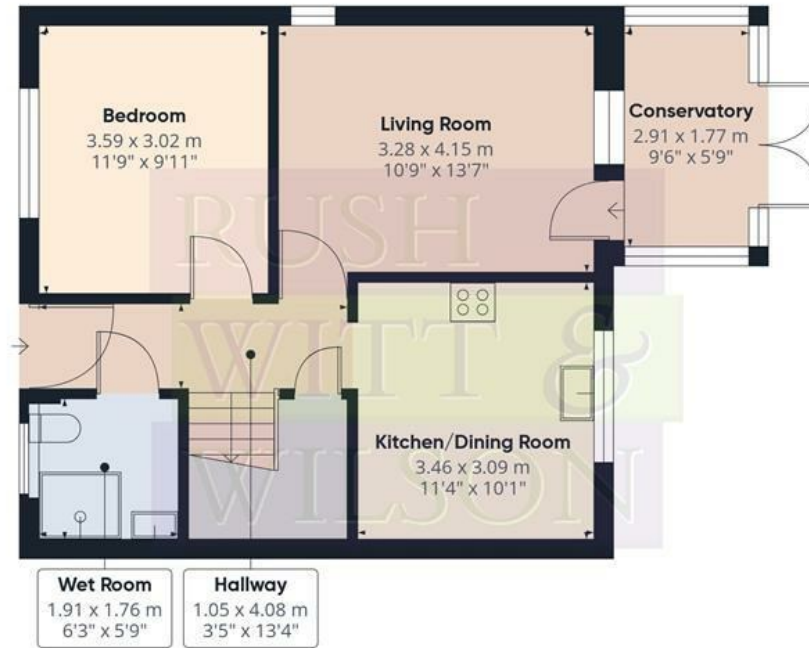 Bedroom
3.59 x 3.02 m
11'9" x 9'11"
Living Room
3.28 x 4.15 m
10'9" x 13'7"
Conservatory
2.91 x 1.77 m
9'6" x 5'9"
RUSH
WITT &
WILSON
Kitchen/Dining Room
3.46 x 3.09 m
11'4" x 10'1"
Wet Room
1.91 x 1.76 m
6'3" x 5'9"
Hallway
1.05 x 4.08 m
3'5" x 13'4"